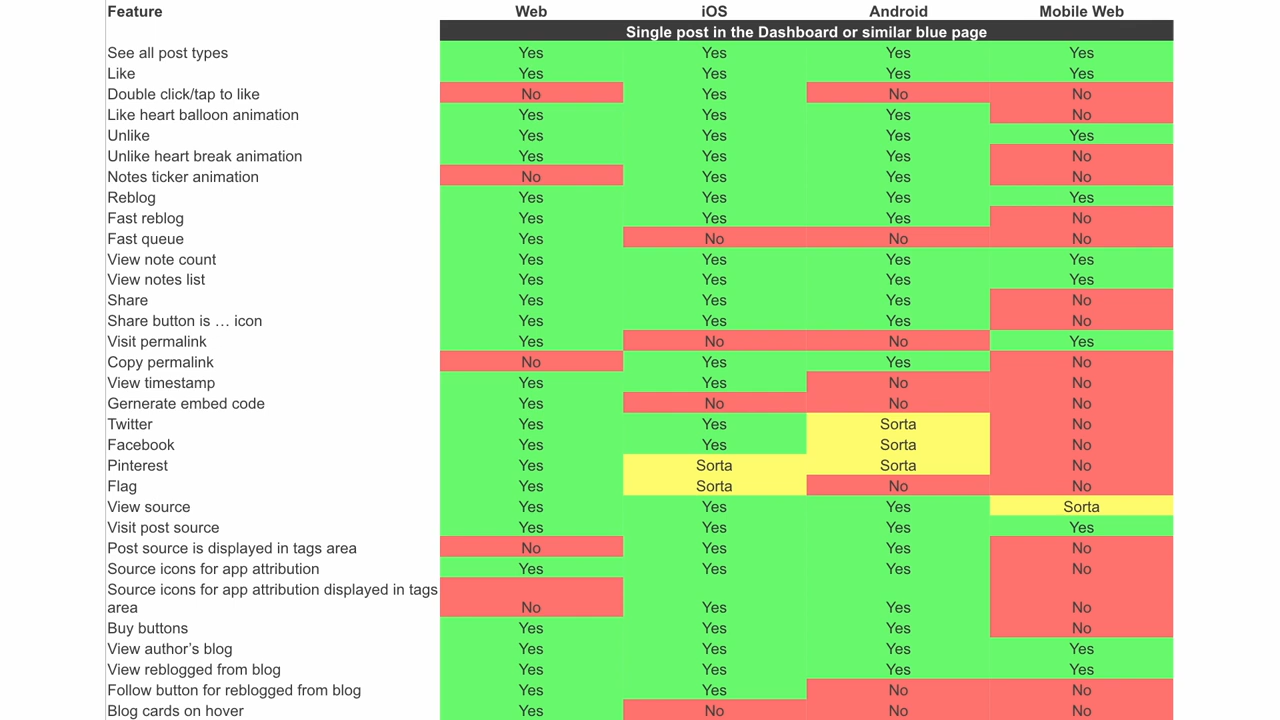 Feature Web iOS Android Mobile Web
Single post in the Dashboard or similar blue page
See all post types Yes Yes Yes Yes
Like Yes Yes Yes Yes
Double click/tap to like No Yes No No
Like heart balloon animation Yes Yes Yes No
Unlike Yes Yes Yes Yes
Unlike heart break animation Yes Yes Yes No
Notes ticker animation No Yes Yes No
Reblog Yes Yes Yes Yes
Fast reblog Yes Yes Yes No
Fast queue Yes No No No
View note count Yes Yes Yes Yes
View notes list Yes Yes Yes Yes
Share Yes Yes Yes No
Share button is … icon Yes Yes Yes No
Visit permalink Yes No No Yes
Copy permalink No Yes Yes No
View timestamp Yes Yes No No
Gernerate embed code Yes No No No
Twitter Yes Yes Sorta No
Facebook Yes Yes Sorta No
Pinterest Yes Sorta Sorta No
Flag Yes Sorta No No
View source Yes Yes Yes Sorta
Visit post source Yes Yes Yes Yes
Post source is displayed in tags area No Yes Yes No
Source icons for app attribution Yes Yes Yes No
Source icons for app attribution displayed in tags
area No Yes Yes No
Buy buttons Yes Yes Yes No
View author’s blog Yes Yes Yes Yes
View reblogged from blog Yes Yes Yes Yes
Follow button for reblogged from blog Yes Yes No No
Blog cards on hover Yes No No No